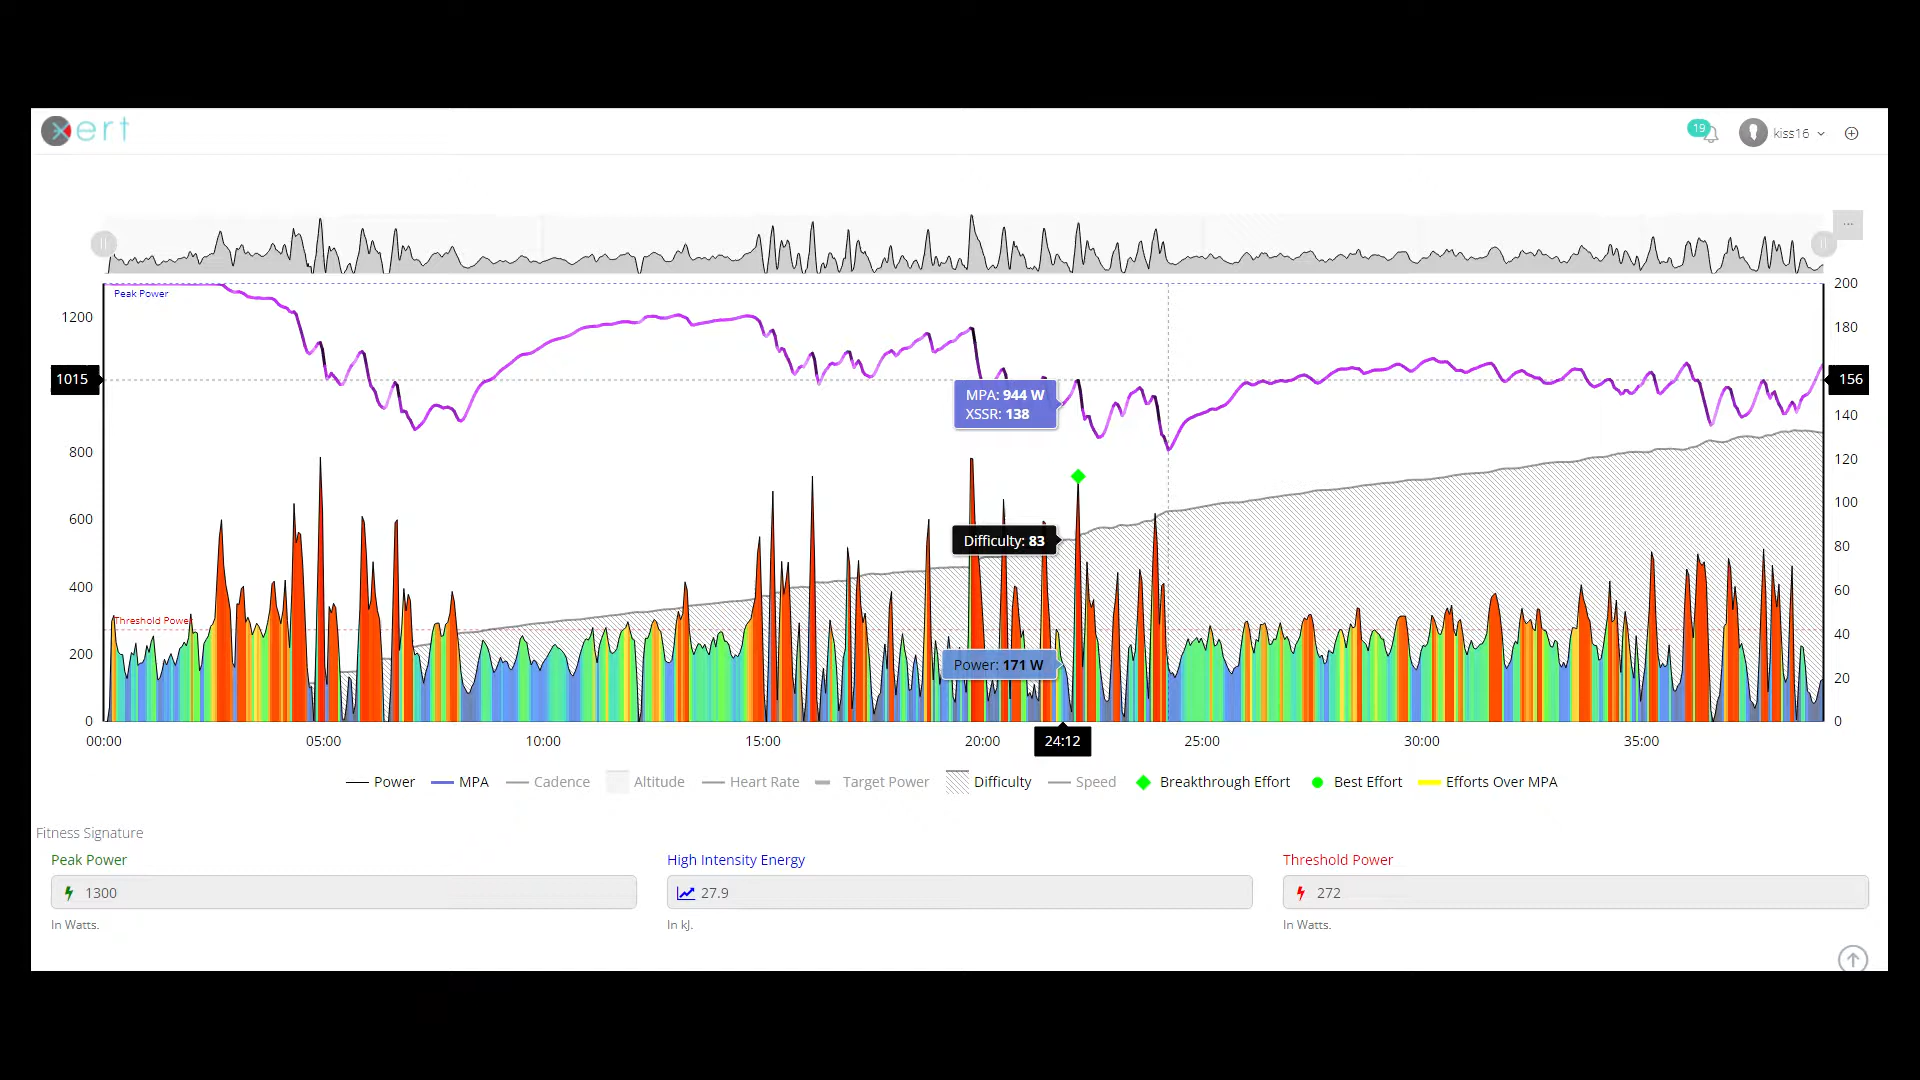 xert
19
kiss16
...
Peak Power
1200
1015
800
600
400
200
0
Threshold Power
MPA: 944 W
XSSR: 138
Difficulty: 83
Power: 171 W
200
180
156
140
120
100
80
60
40
20
0
00:00 05:00 10:00 15:00 20:00 24:12 25:00 30:00 35:00
Power MPA Cadence Altitude Heart Rate Target Power Difficulty Speed Breakthrough Effort Best Effort Efforts Over MPA
Fitness Signature
Peak Power High Intensity Energy Threshold Power
1300 27.9 272
In Watts. In kJ. In Watts.